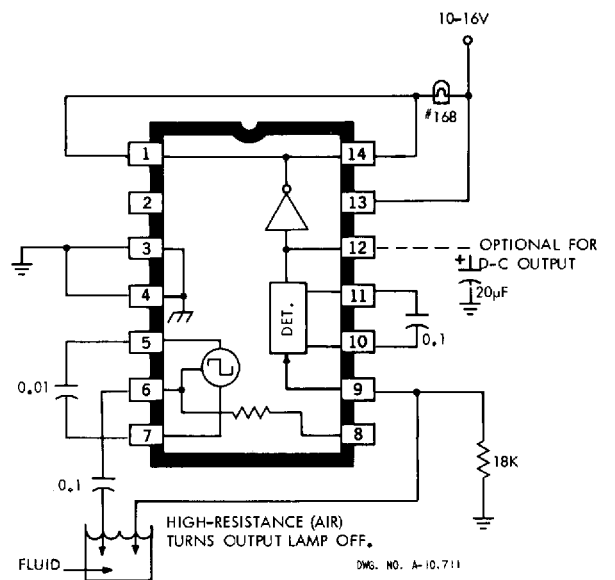 10-16V
#168
1
14
2
13
3
12
OPTIONAL FOR
+
D-C OUTPUT
4
11
20µF
DET.
5
10
0.1
0.01
6
9
7
8
18K
0.1
HIGH-RESISTANCE (AIR)
TURNS OUTPUT LAMP OFF.
FLUID
DWG. NO. A-10,711